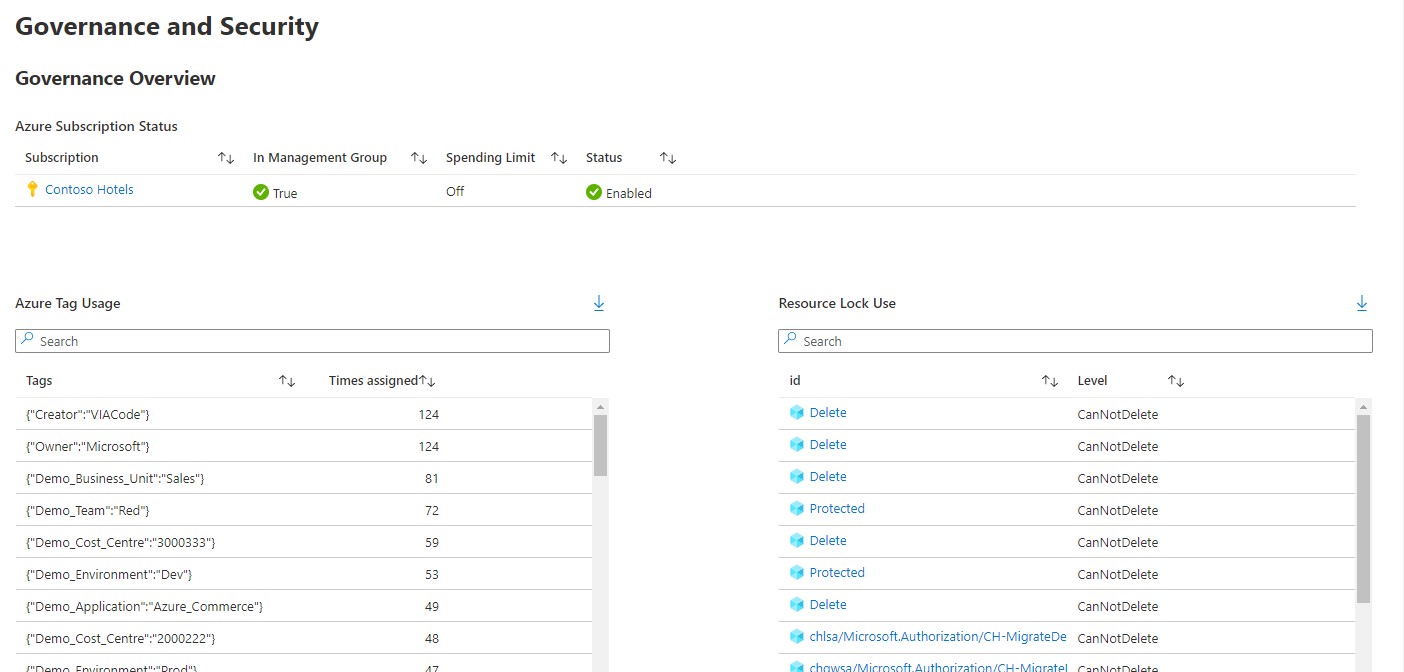 Governance and Security
Governance Overview
Azure Subscription Status
Subscription In Management Group Spending Limit Status
Contoso Hotels True Off Enabled
Azure Tag Usage
Search
Tags Times assigned
{"Creator":"VIACode"} 124
{"Owner":"Microsoft"} 124
{"Demo_Business_Unit":"Sales"} 81
{"Demo_Team":"Red"} 72
{"Demo_Cost_Centre":"3000333"} 59
{"Demo_Environment":"Dev"} 53
{"Demo_Application":"Azure_Commerce"} 49
{"Demo_Cost_Centre":"2000222"} 48
{"Demo_Environment":"Prod"} 47
Resource Lock Use
Search
id Level
Delete CanNotDelete
Delete CanNotDelete
Delete CanNotDelete
Protected CanNotDelete
Delete CanNotDelete
Protected CanNotDelete
Delete CanNotDelete
chlsa/Microsoft.Authorization/CH-MigrateDe CanNotDelete
chgwsa/Microsoft.Authorization/CH-Migratel CanNotDelete